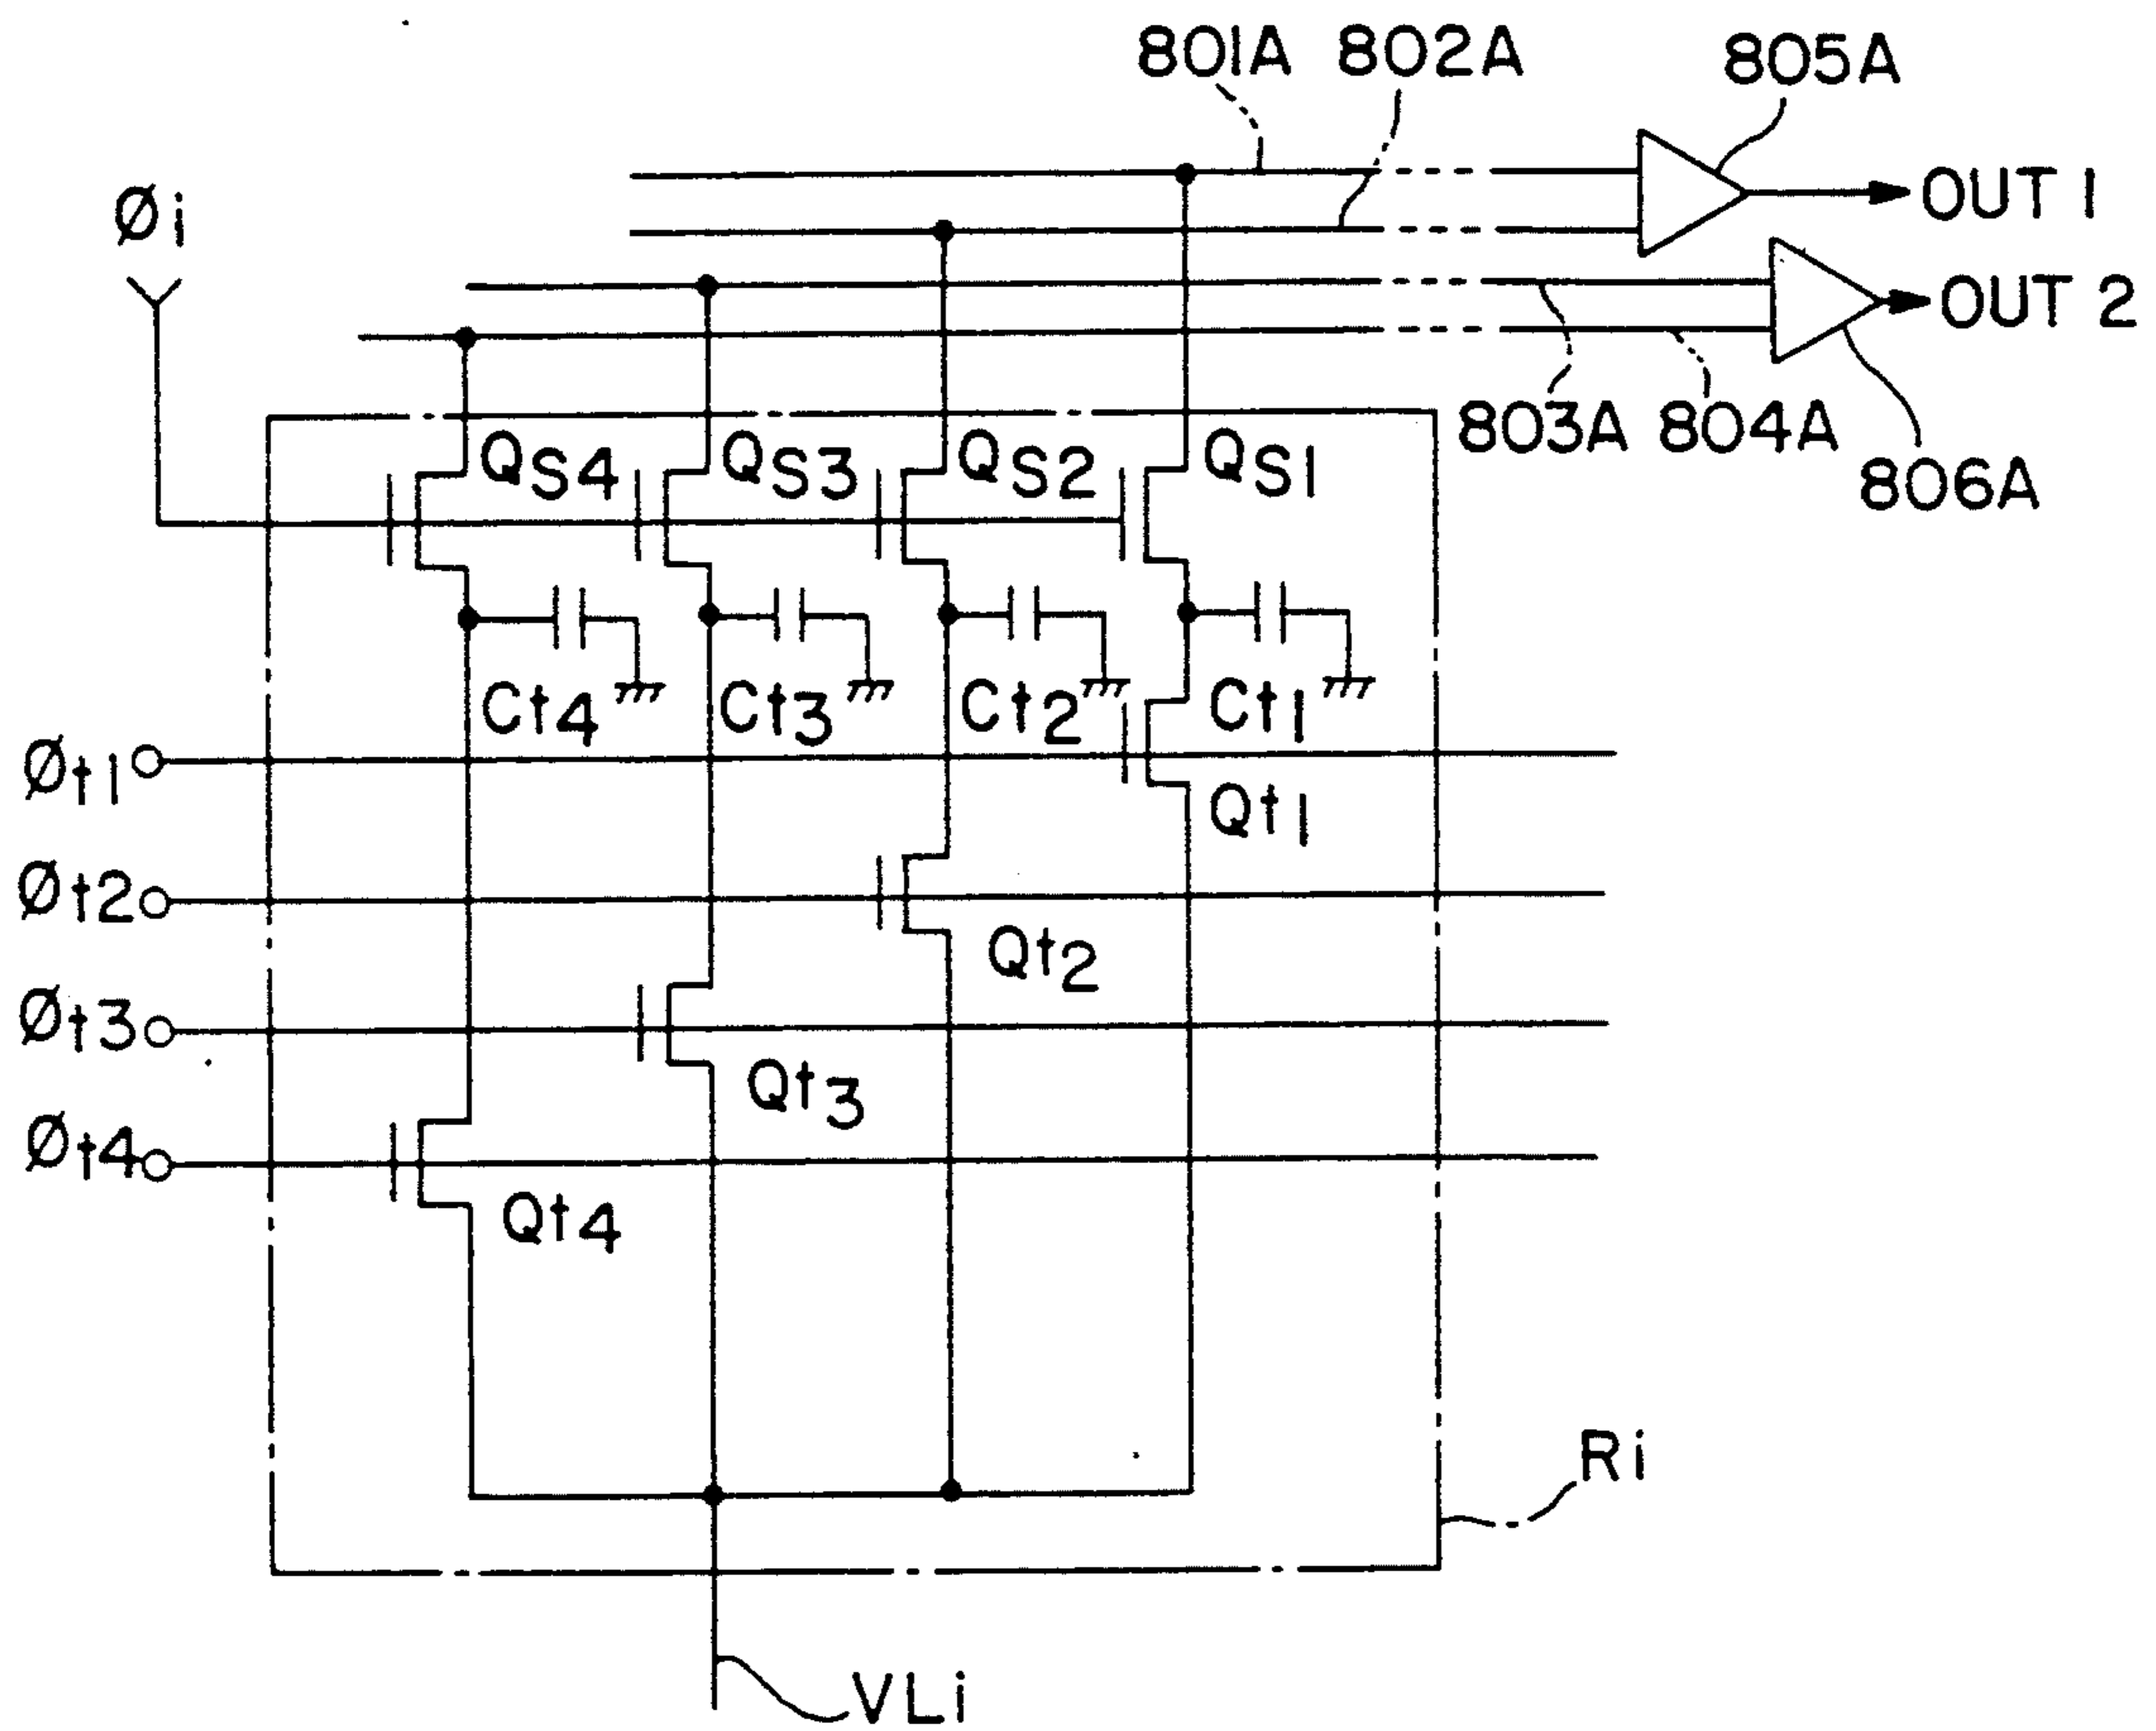 801A 802A 805A
Øi
OUT 1
OUT 2
803A 804A
806A
QS4 QS3 QS2 QS1
Ct4 Ct3 Ct2 Ct1
Øt1
Qt1
Øt2
Qt2
Øt3
Qt3
Øt4
Qt4
Ri
VLi